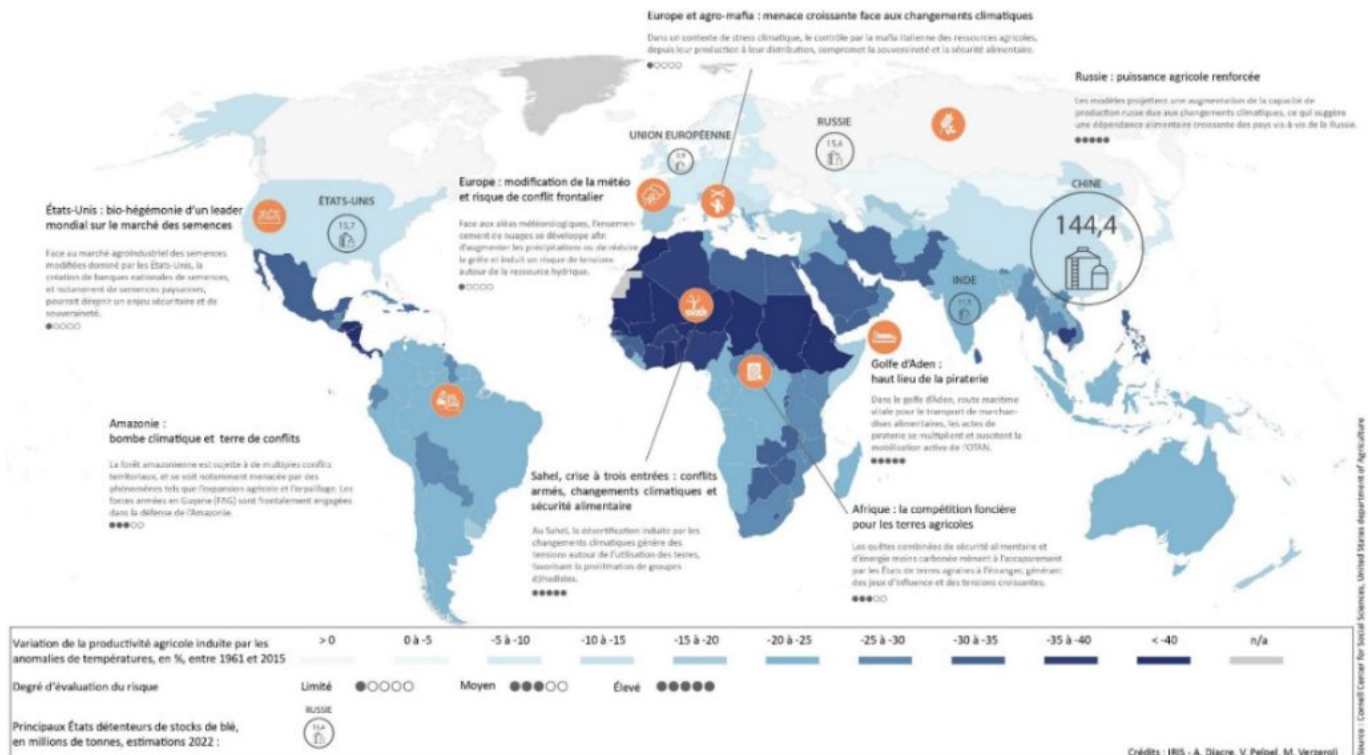 Europe et agro-mafia : menace croissante face aux changements climatiques
Dans un contexte de stress climatique, le contrôle par la mafia italienne des ressources agricoles,
depuis leur production à leur distribution, compromet la souveraineté et la sécurité alimentaire.
Russie : puissance agricole renforcée
Les modèles projettent une augmentation de la capacité de
production russe due aux changements climatiques, ce qui suggère
une dépendance alimentaire croissante des pays vis-à-vis de la Russie.
UNION EUROPÉENNE
RUSSIE
15,4
CHINE
144,4
États-Unis : bio-hégémonie d'un leader
mondial sur le marché des semences
Face au marché agroindustriel des semences
modifiées dominé par les États-Unis, la
création de banques nationales de semences,
et notamment de semences paysannes,
pourrait devenir un enjeu sécuritaire et de
souveraineté.
ÉTATS-UNIS
15,7
Europe : modification de la météo
et risque de conflit frontalier
Face aux aléas météorologiques, l'ensemen-
cement de nuages se développe afin
d'augmenter les précipitations ou de réduire
la grêle et induit un risque de tensions
autour de la ressource hydrique.
INDE
Golfe d'Aden :
haut lieu de la piraterie
Dans le golfe d'Aden, route maritime
vitale pour le transport de marchan-
dises alimentaires, les actes de
piraterie se multiplient et suscitent la
mobilisation active de l'OTAN.
Amazonie :
bombe climatique et terre de conflits
La forêt amazonienne est sujette à de multiples conflits
territoriaux, et se voit notamment menacée par des
phénomènes tels que l'expansion agricole et l'orpaillage. Les
forces armées en Guyane (FAG) sont frontalement engagées
dans la défense de l'Amazonie.
Sahel, crise à trois entrées : conflits
armés, changements climatiques et
sécurité alimentaire
Au Sahel, la désertification induite par les
changements climatiques génère des
tensions autour de l'utilisation des terres,
favorisant la prolifération de groupes
djihadistes.
Afrique : la compétition foncière
pour les terres agricoles
Les quêtes combinées de sécurité alimentaire et
d'énergie moins carbonée mènent à l'accaparement
par les États de terres agraires à l'étranger, générant
des jeux d'influence et des tensions croissantes.
Variation de la productivité agricole induite par les
anomalies de températures, en %, entre 1961 et 2015
> 0 0 à -5 -5 à -10 -10 à -15 -15 à -20 -20 à -25 -25 à -30 -30 à -35 -35 à -40 < -40 n/a
Degré d'évaluation du risque Limité Moyen Élevé
Principaux États détenteurs de stocks de blé,
en millions de tonnes, estimations 2022 :
RUSSIE
Crédits : IRIS - A. Diacre, V. Pelpel, M. Verzeroli
Source : Cornell Center for Social Sciences, United States department of Agriculture